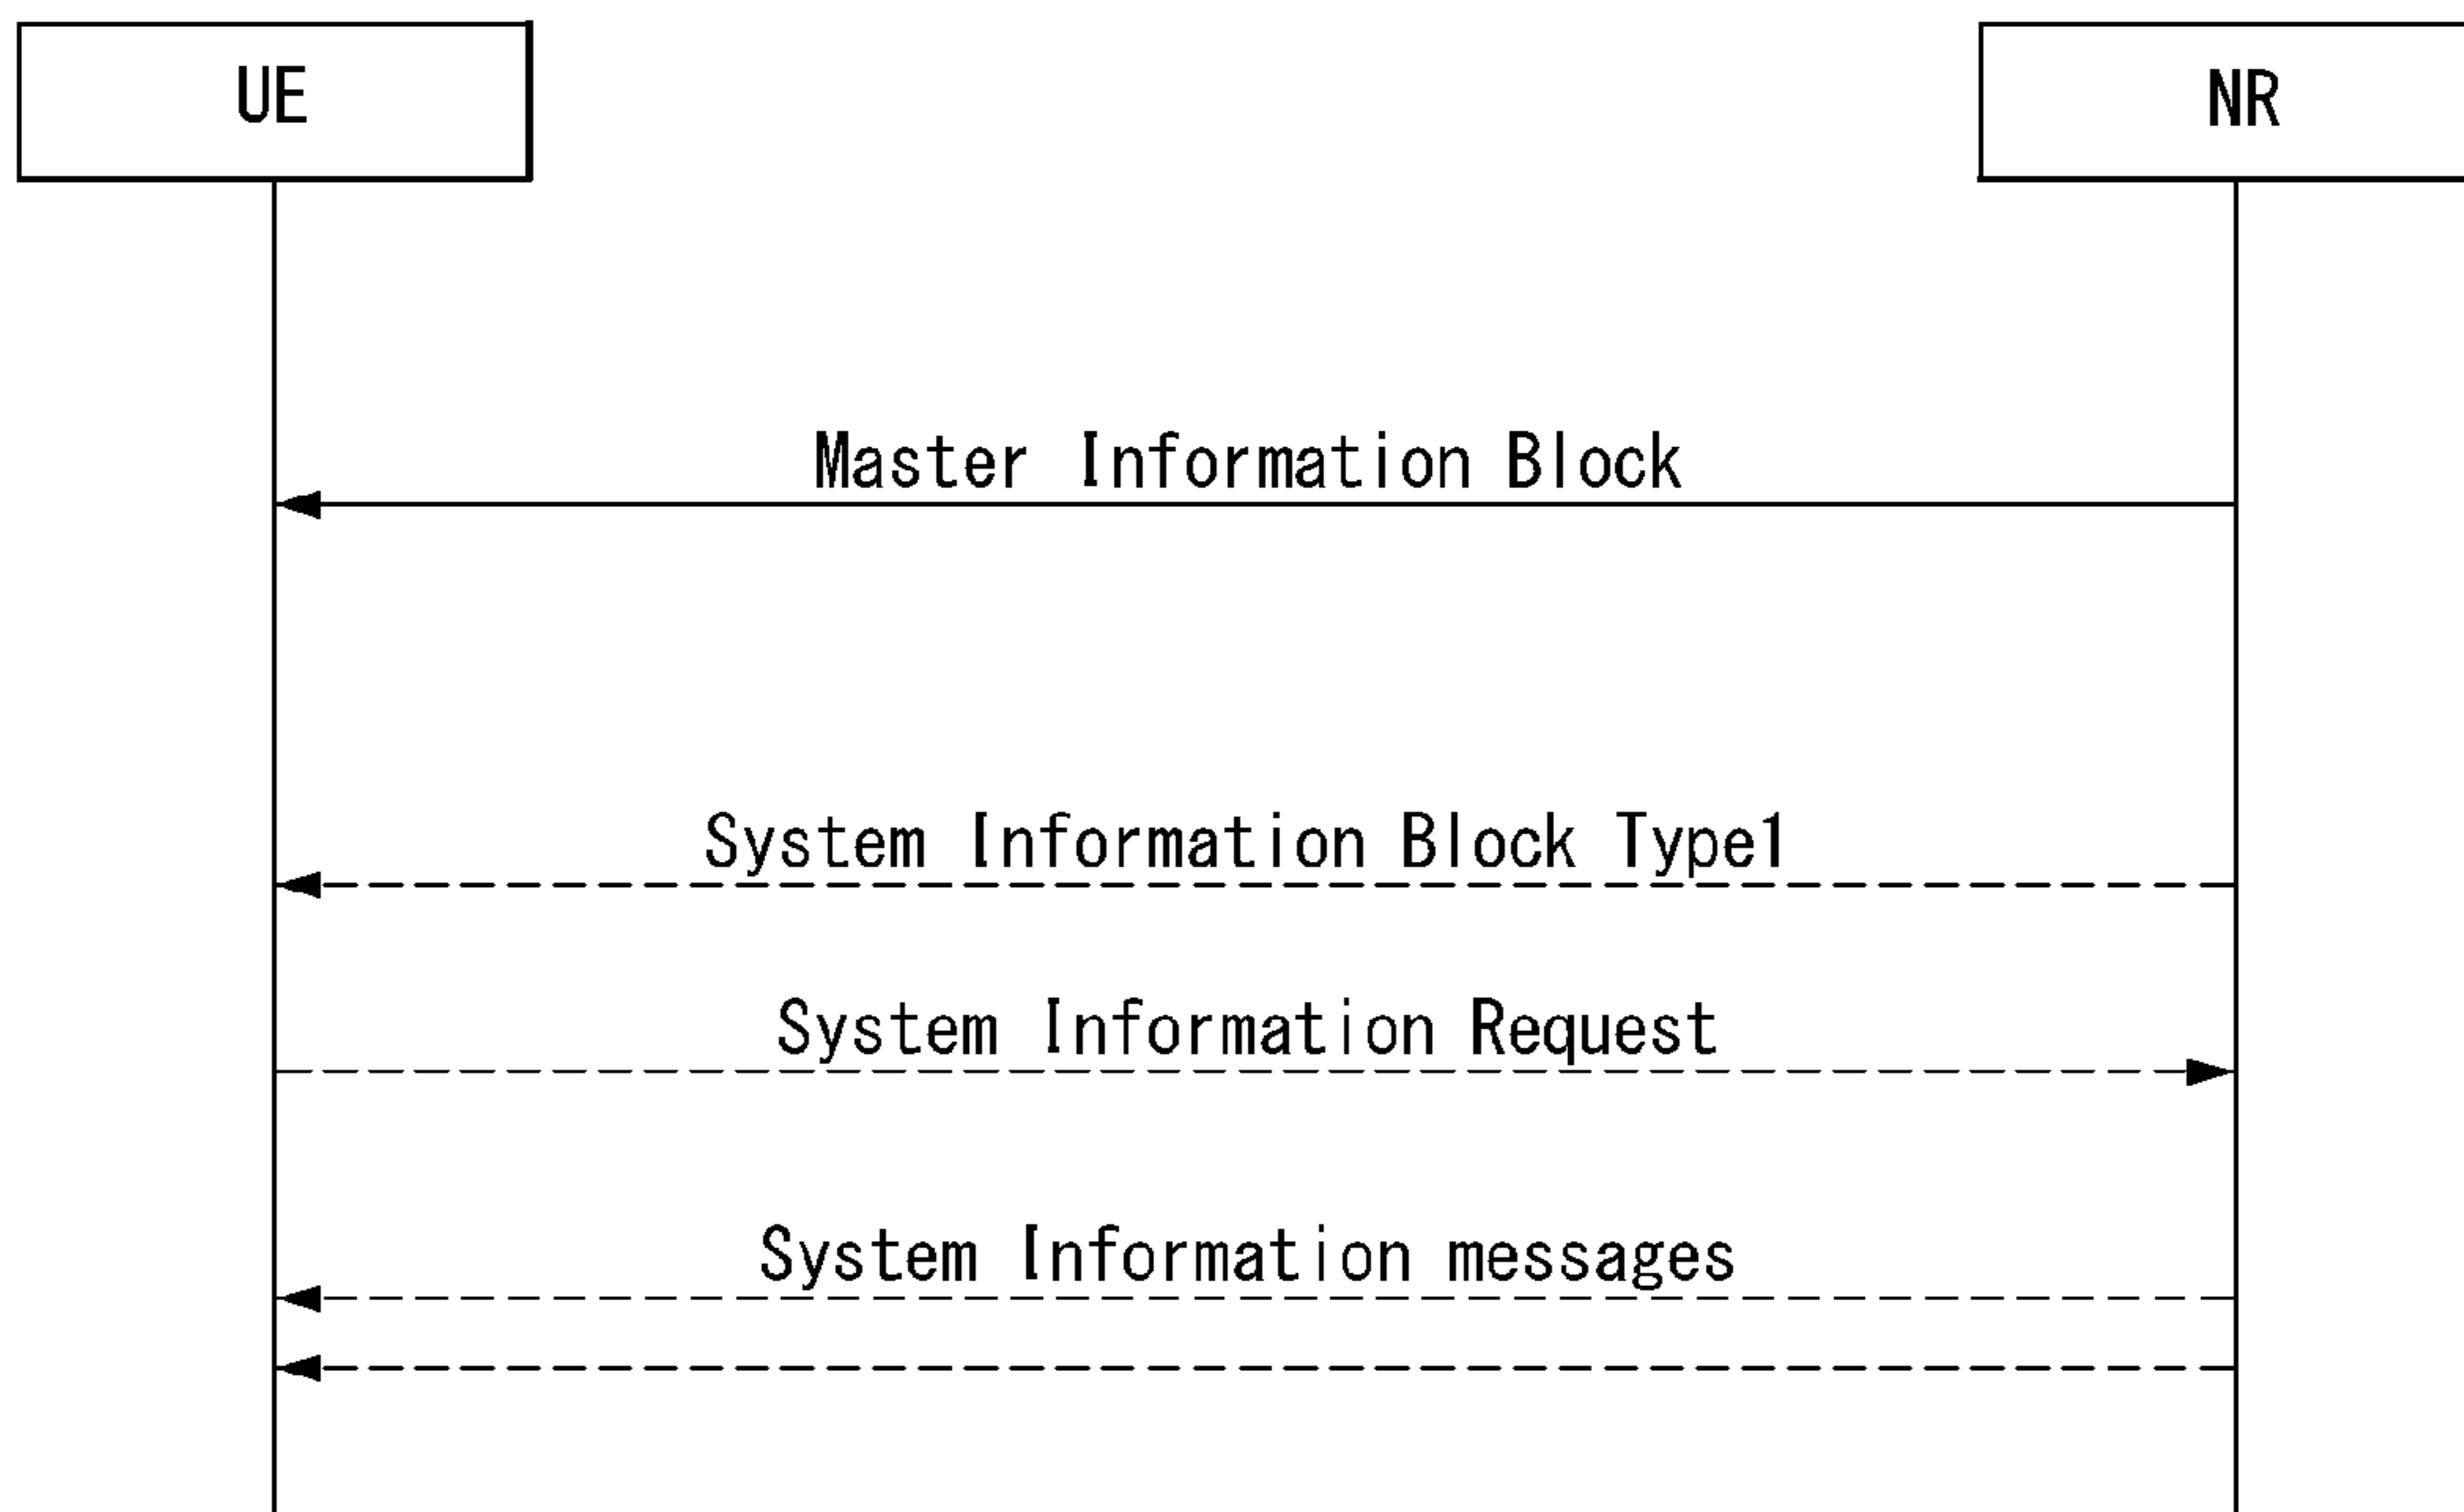 UE
NR
Master Information Block
System Information Block Type1
System Information Request
System Information messages